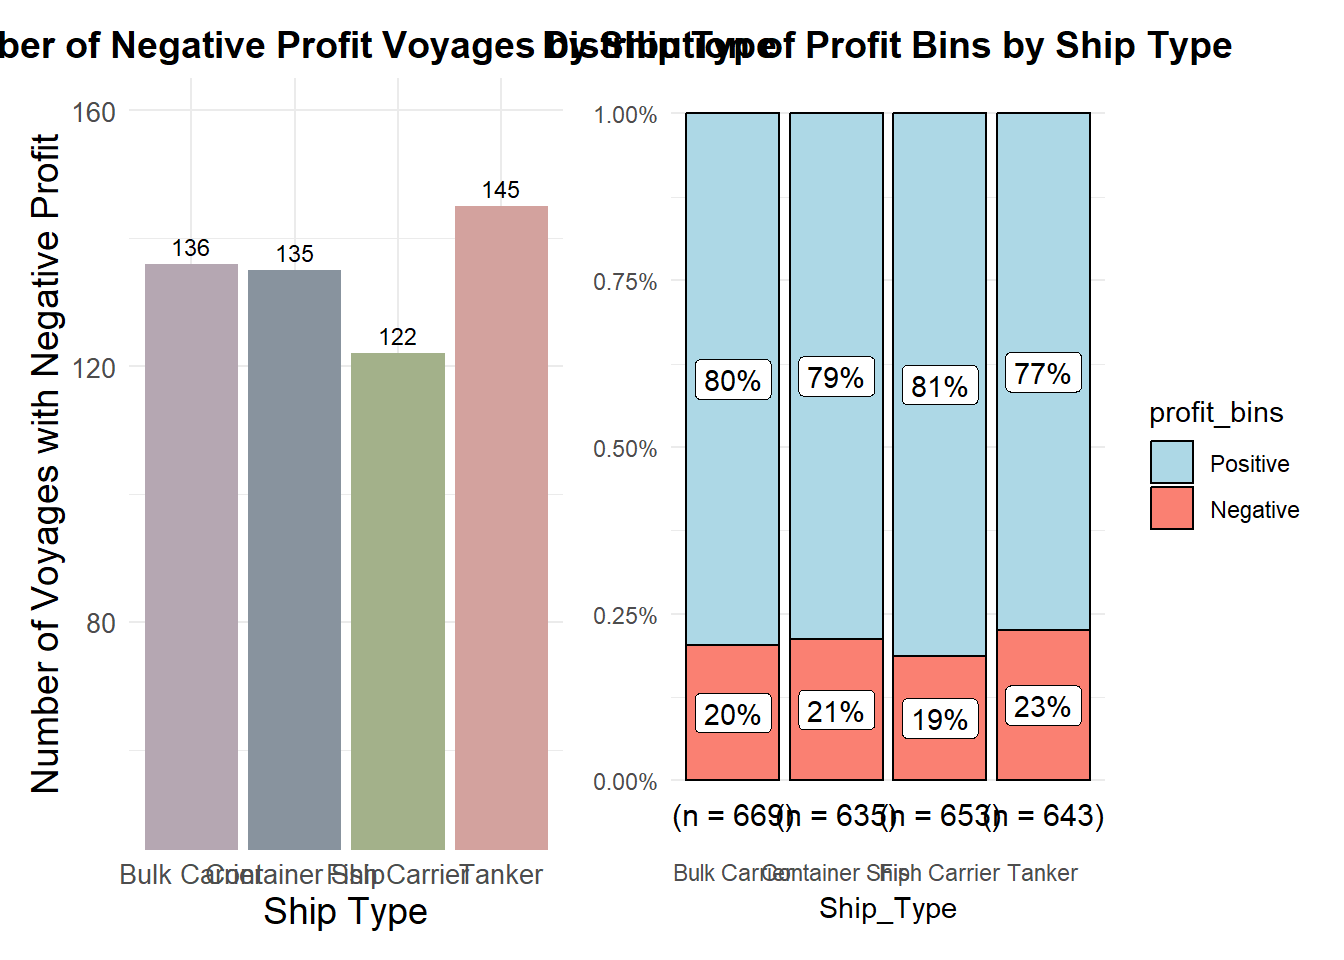 ber of Negative Profit Voyages by Ship Type
Distribution of Profit Bins by Ship Type
Number of Voyages with Negative Profit
160
120
80
136
135
122
145
Bulk Carrier
Container Ship
Fish Carrier
Tanker
Ship Type
1.00%
0.75%
0.50%
0.25%
0.00%
80%
79%
81%
77%
20%
21%
19%
23%
(n = 669)
(n = 635)
(n = 653)
(n = 643)
Bulk Carrier
Container Ship
Fish Carrier
Tanker
Ship_Type
profit_bins
Positive
Negative